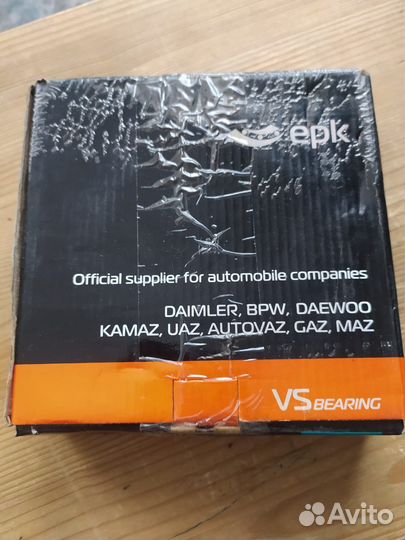 epk
Official supplier for automobile companies
DAIMLER, BPW, DAEWOO
KAMAZ, UAZ, AUTOVAZ, GAZ, MAZ
VS BEARING
Avito